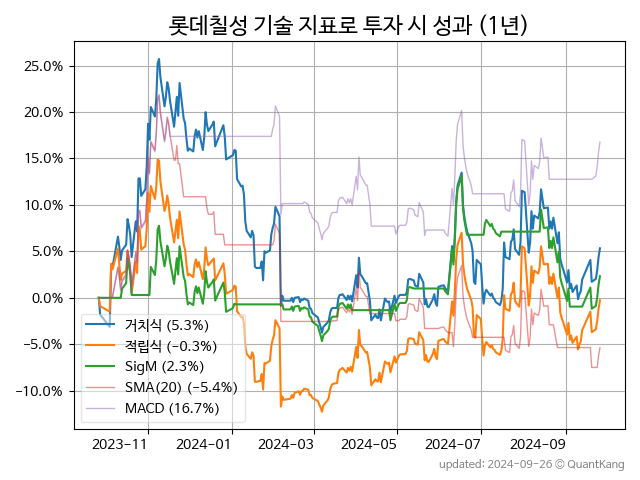 롯데칠성 기술 지표로 투자 시 성과 (1년)
25.0%
20.0%
15.0%
10.0%
5.0%
0.0%
−5.0%
−10.0%
거치식 (5.3%)
적립식 (−0.3%)
SigM (2.3%)
SMA(20) (−5.4%)
MACD (16.7%)
2023-11 2024-01 2024-03 2024-05 2024-07 2024-09
updated: 2024-09-26 © QuantKang